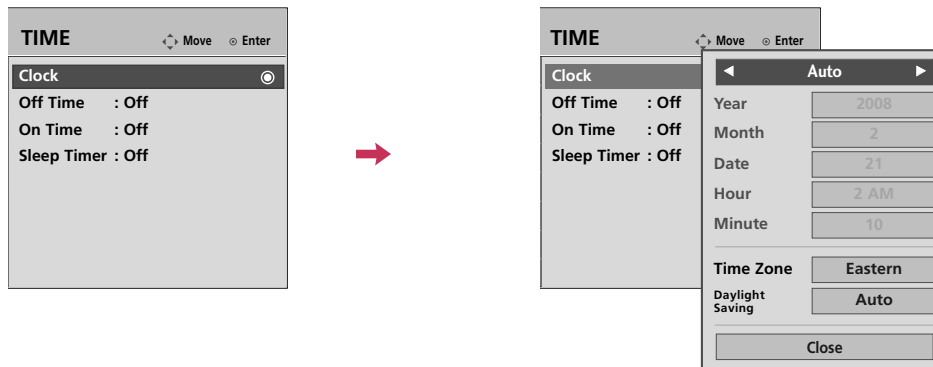 TIME Move Enter
Clock
Off Time : Off
On Time : Off
Sleep Timer : Off
TIME Move Enter
Clock
Off Time : Off
On Time : Off
Sleep Timer : Off
Auto
Year 2008
Month 2
Date 21
Hour 2 AM
Minute 10
Time Zone Eastern
Daylight
Saving Auto
Close